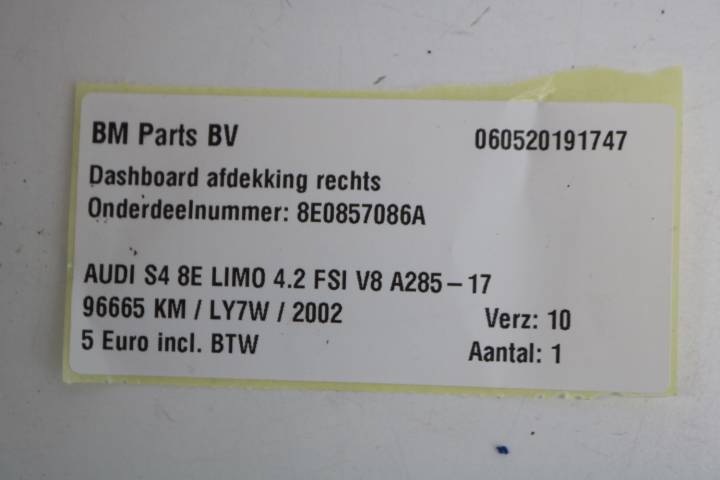 BM Parts BV 060520191747
Dashboard afdekking rechts
Onderdeelnummer: 8E0857086A
AUDI S4 8E LIMO 4.2 FSI V8 A285-17
96665 KM / LY7W / 2002 Verz: 10
5 Euro incl. BTW Aantal: 1